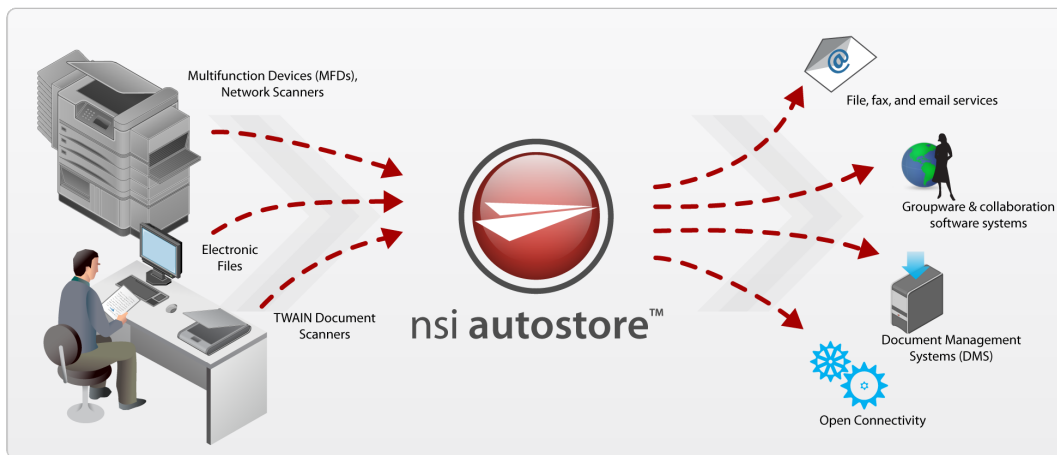 Multifunction Devices (MFDs),
Network Scanners
Electronic
Files
TWAIN Document
Scanners
nsi autostore™
@
File, fax, and email services
Groupware & collaboration
software systems
Document Management
Systems (DMS)
Open Connectivity